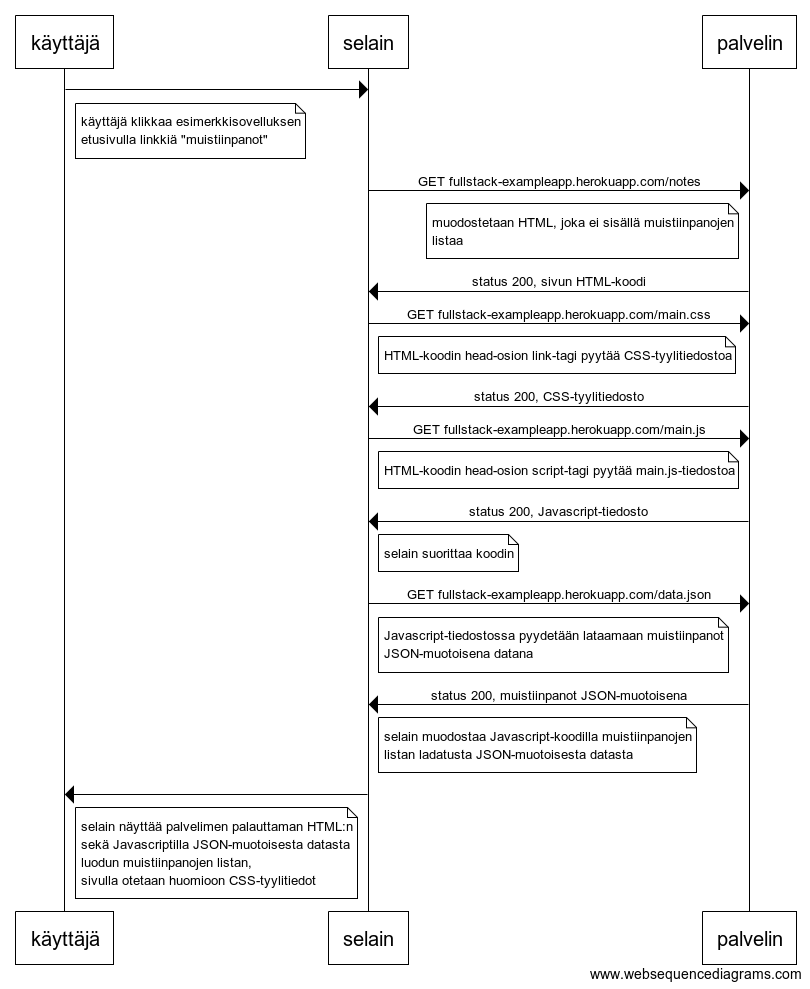 käyttäjä
selain
palvelin
käyttäjä klikkaa esimerkkisovelluksen
etusivulla linkkiä "muistiinpanot"
GET fullstack-exampleapp.herokuapp.com/notes
muodostetaan HTML, joka ei sisällä muistiinpanojen
listaa
status 200, sivun HTML-koodi
GET fullstack-exampleapp.herokuapp.com/main.css
HTML-koodin head-osion link-tagi pyytää CSS-tyylitiedostoa
status 200, CSS-tyylitiedosto
GET fullstack-exampleapp.herokuapp.com/main.js
HTML-koodin head-osion script-tagi pyytää main.js-tiedostoa
status 200, Javascript-tiedosto
selain suorittaa koodin
GET fullstack-exampleapp.herokuapp.com/data.json
Javascript-tiedostossa pyydetään lataamaan muistiinpanot
JSON-muotoisena datana
status 200, muistiinpanot JSON-muotoisena
selain muodostaa Javascript-koodilla muistiinpanojen
listan ladatusta JSON-muotoisesta datasta
selain näyttää palvelimen palauttaman HTML:n
sekä Javascriptilla JSON-muotoisesta datasta
luodun muistiinpanojen listan,
sivulla otetaan huomioon CSS-tyylitiedot
käyttäjä
selain
palvelin
www.websequencediagrams.com